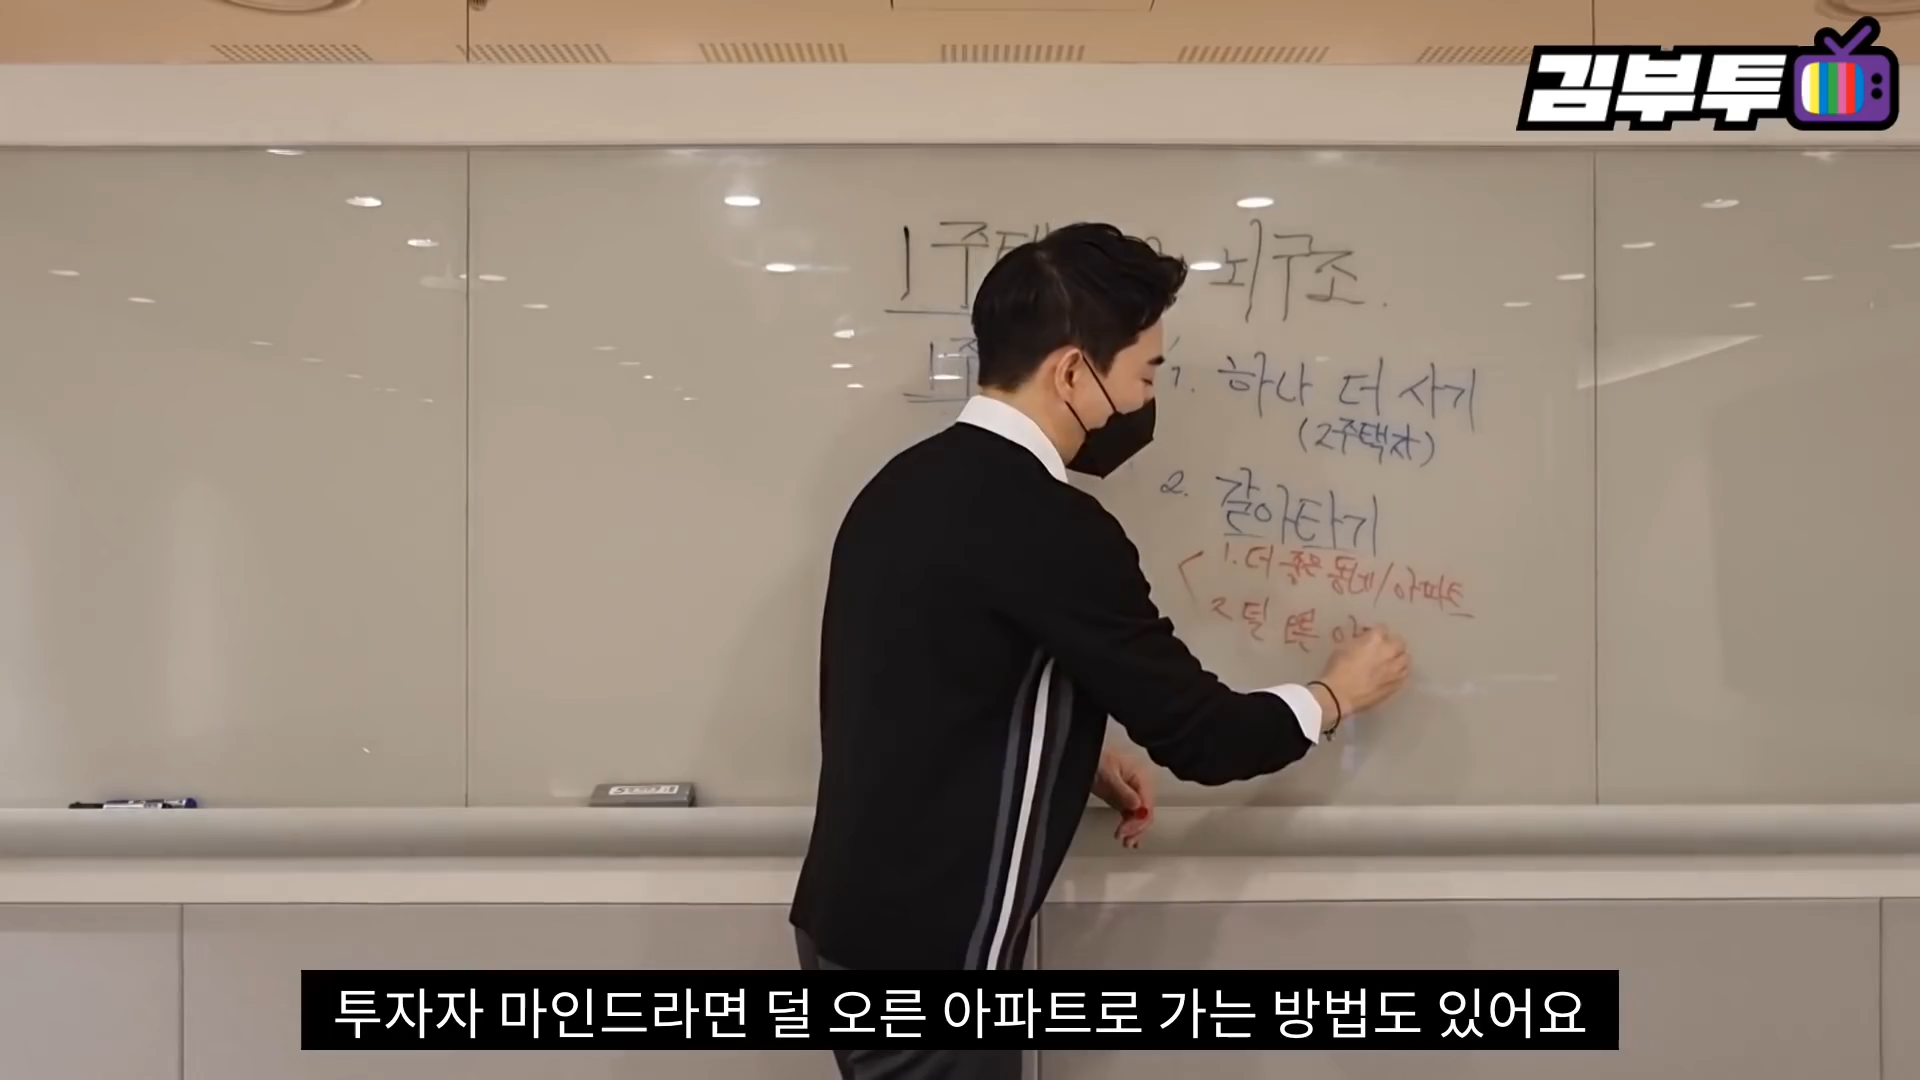 김부투
1주택 뇌구조.
1주
1. 하나 더 사기
(2주택자)
2. 갈아타기
1. 더 좋은 동네/아파트
2 덜 오른 아
투자자 마인드라면 덜 오른 아파트로 가는 방법도 있어요